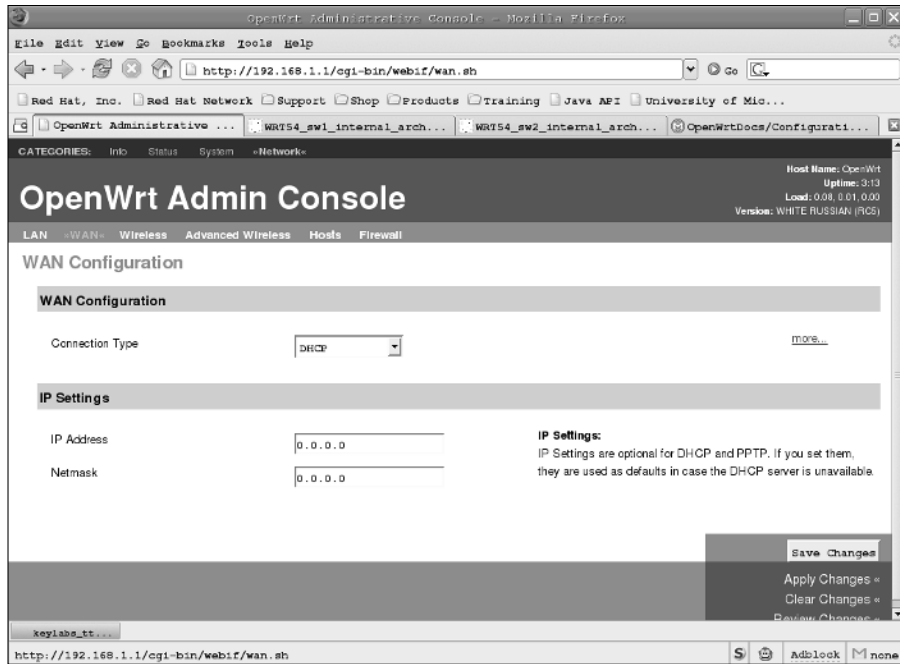 OpenWrt Administrative Console - Mozilla Firefox
File Edit View Go Bookmarks Tools Help
http://192.168.1.1/cgi-bin/webif/wan.sh Go
Red Hat, Inc. Red Hat Network Support Shop Products Training Java API University of Mic...
OpenWrt Administrative ... WRT54_sw1_internal_arch... WRT54_sw2_internal_arch... OpenWrtDocs/Configurati...
CATEGORIES: Info Status System »Network«
Host Name: OpenWrt
Uptime: 3:13
Load: 0.08, 0.01, 0.00
Version: WHITE RUSSIAN (RC5)
OpenWrt Admin Console
LAN »WAN« Wireless Advanced Wireless Hosts Firewall
WAN Configuration
WAN Configuration
Connection Type DHCP more...
IP Settings
IP Address 0.0.0.0
Netmask 0.0.0.0
IP Settings:
IP Settings are optional for DHCP and PPTP. If you set them,
they are used as defaults in case the DHCP server is unavailable.
Save Changes
Apply Changes «
Clear Changes «
Review Changes «
keylabs_tt...
http://192.168.1.1/cgi-bin/webif/wan.sh Adblock none